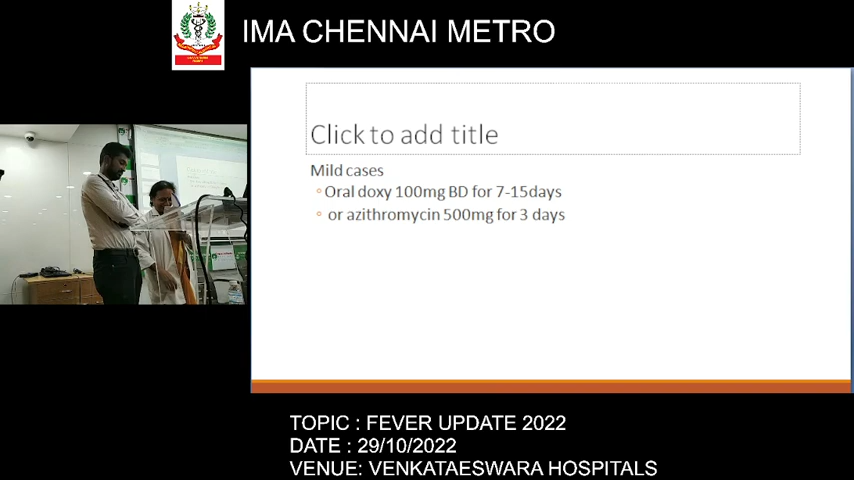 IMA CHENNAI METRO
Click to add title
Mild cases
Oral doxy 100mg BD for 7-15days
or azithromycin 500mg for 3 days
TOPIC : FEVER UPDATE 2022
DATE : 29/10/2022
VENUE: VENKATAESWARA HOSPITALS